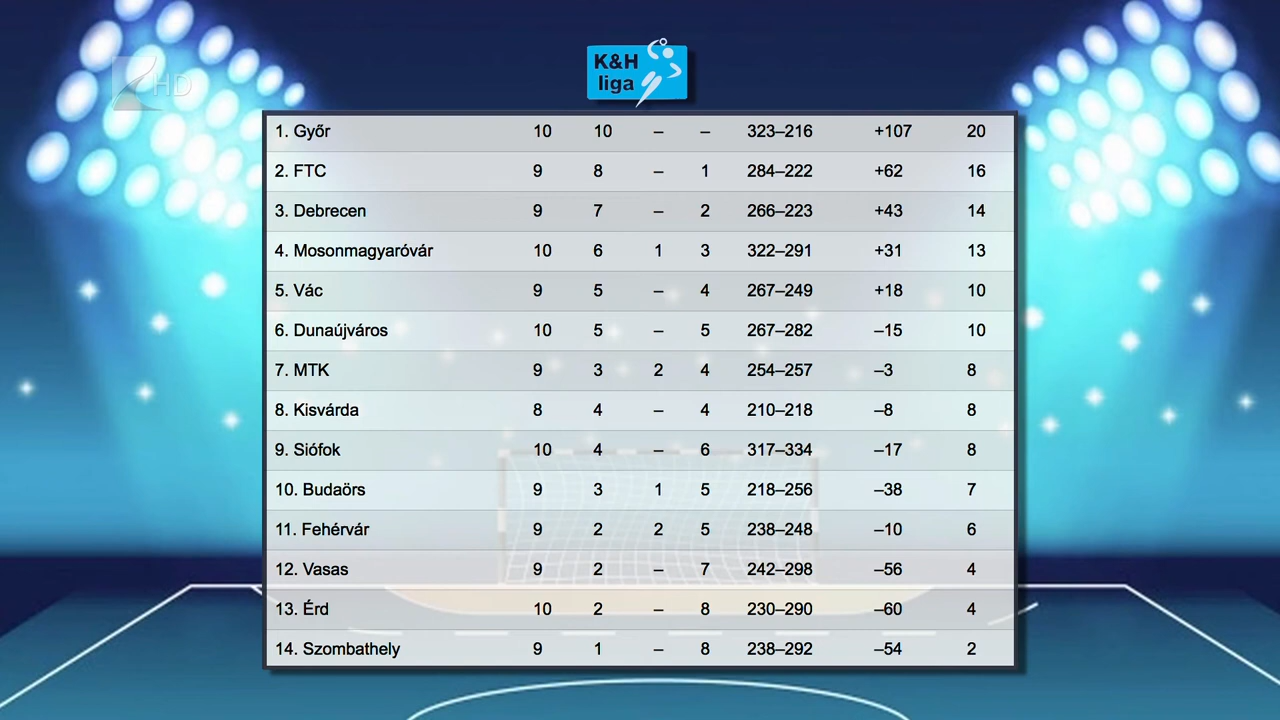 K&H
liga
HD
1. Győr 10 10 – – 323–216 +107 20
2. FTC 9 8 – 1 284–222 +62 16
3. Debrecen 9 7 – 2 266–223 +43 14
4. Mosonmagyaróvár 10 6 1 3 322–291 +31 13
5. Vác 9 5 – 4 267–249 +18 10
6. Dunaújváros 10 5 – 5 267–282 –15 10
7. MTK 9 3 2 4 254–257 –3 8
8. Kisvárda 8 4 – 4 210–218 –8 8
9. Siófok 10 4 – 6 317–334 –17 8
10. Budaörs 9 3 1 5 218–256 –38 7
11. Fehérvár 9 2 2 5 238–248 –10 6
12. Vasas 9 2 – 7 242–298 –56 4
13. Érd 10 2 – 8 230–290 –60 4
14. Szombathely 9 1 – 8 238–292 –54 2